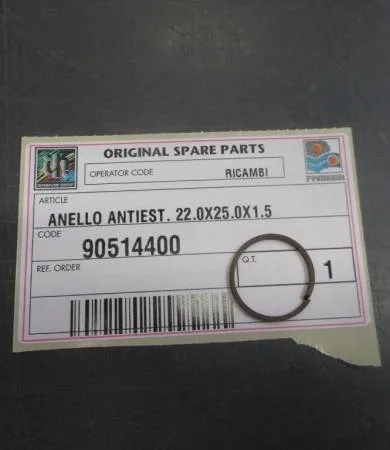 ORIGINAL SPARE PARTS
OPERATOR CODE RICAMBI
ARTICLE
ANELLO ANTIEST. 22.0X25.0X1.5
CODE
90514400
REF. ORDER
Q.T.
1